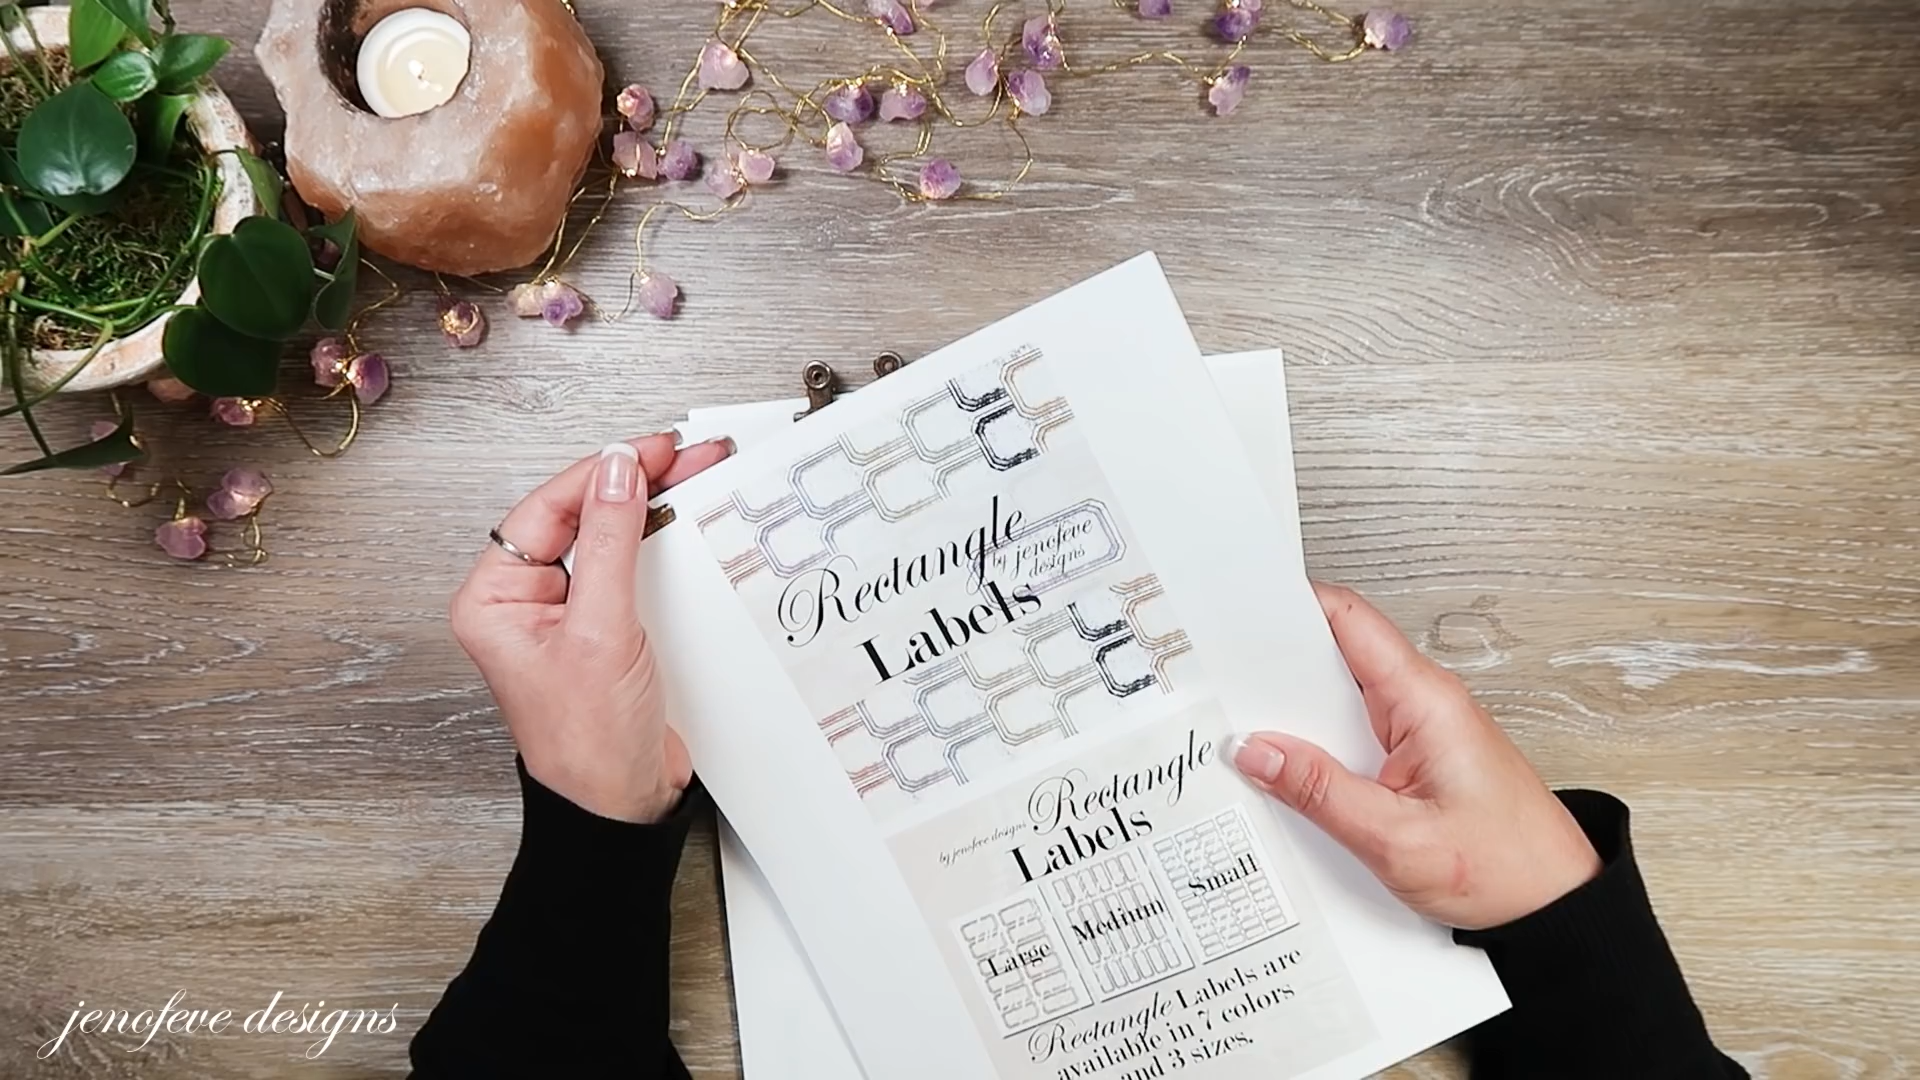 Rectangle
by jenofeve
designs
Labels
Rectangle
by jenofeve designs
Labels
Large
Medium
Small
Rectangle Labels are
available in 7 colors
and 3 sizes.
jenofeve designs